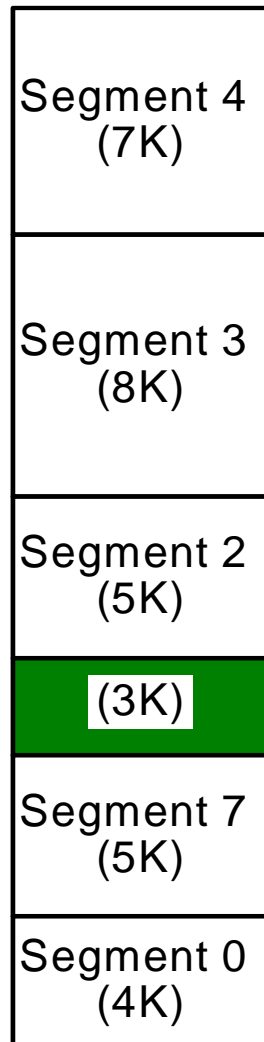 Segment 4
(7K)
Segment 3
(8K)
Segment 2
(5K)
(3K)
Segment 7
(5K)
Segment 0
(4K)